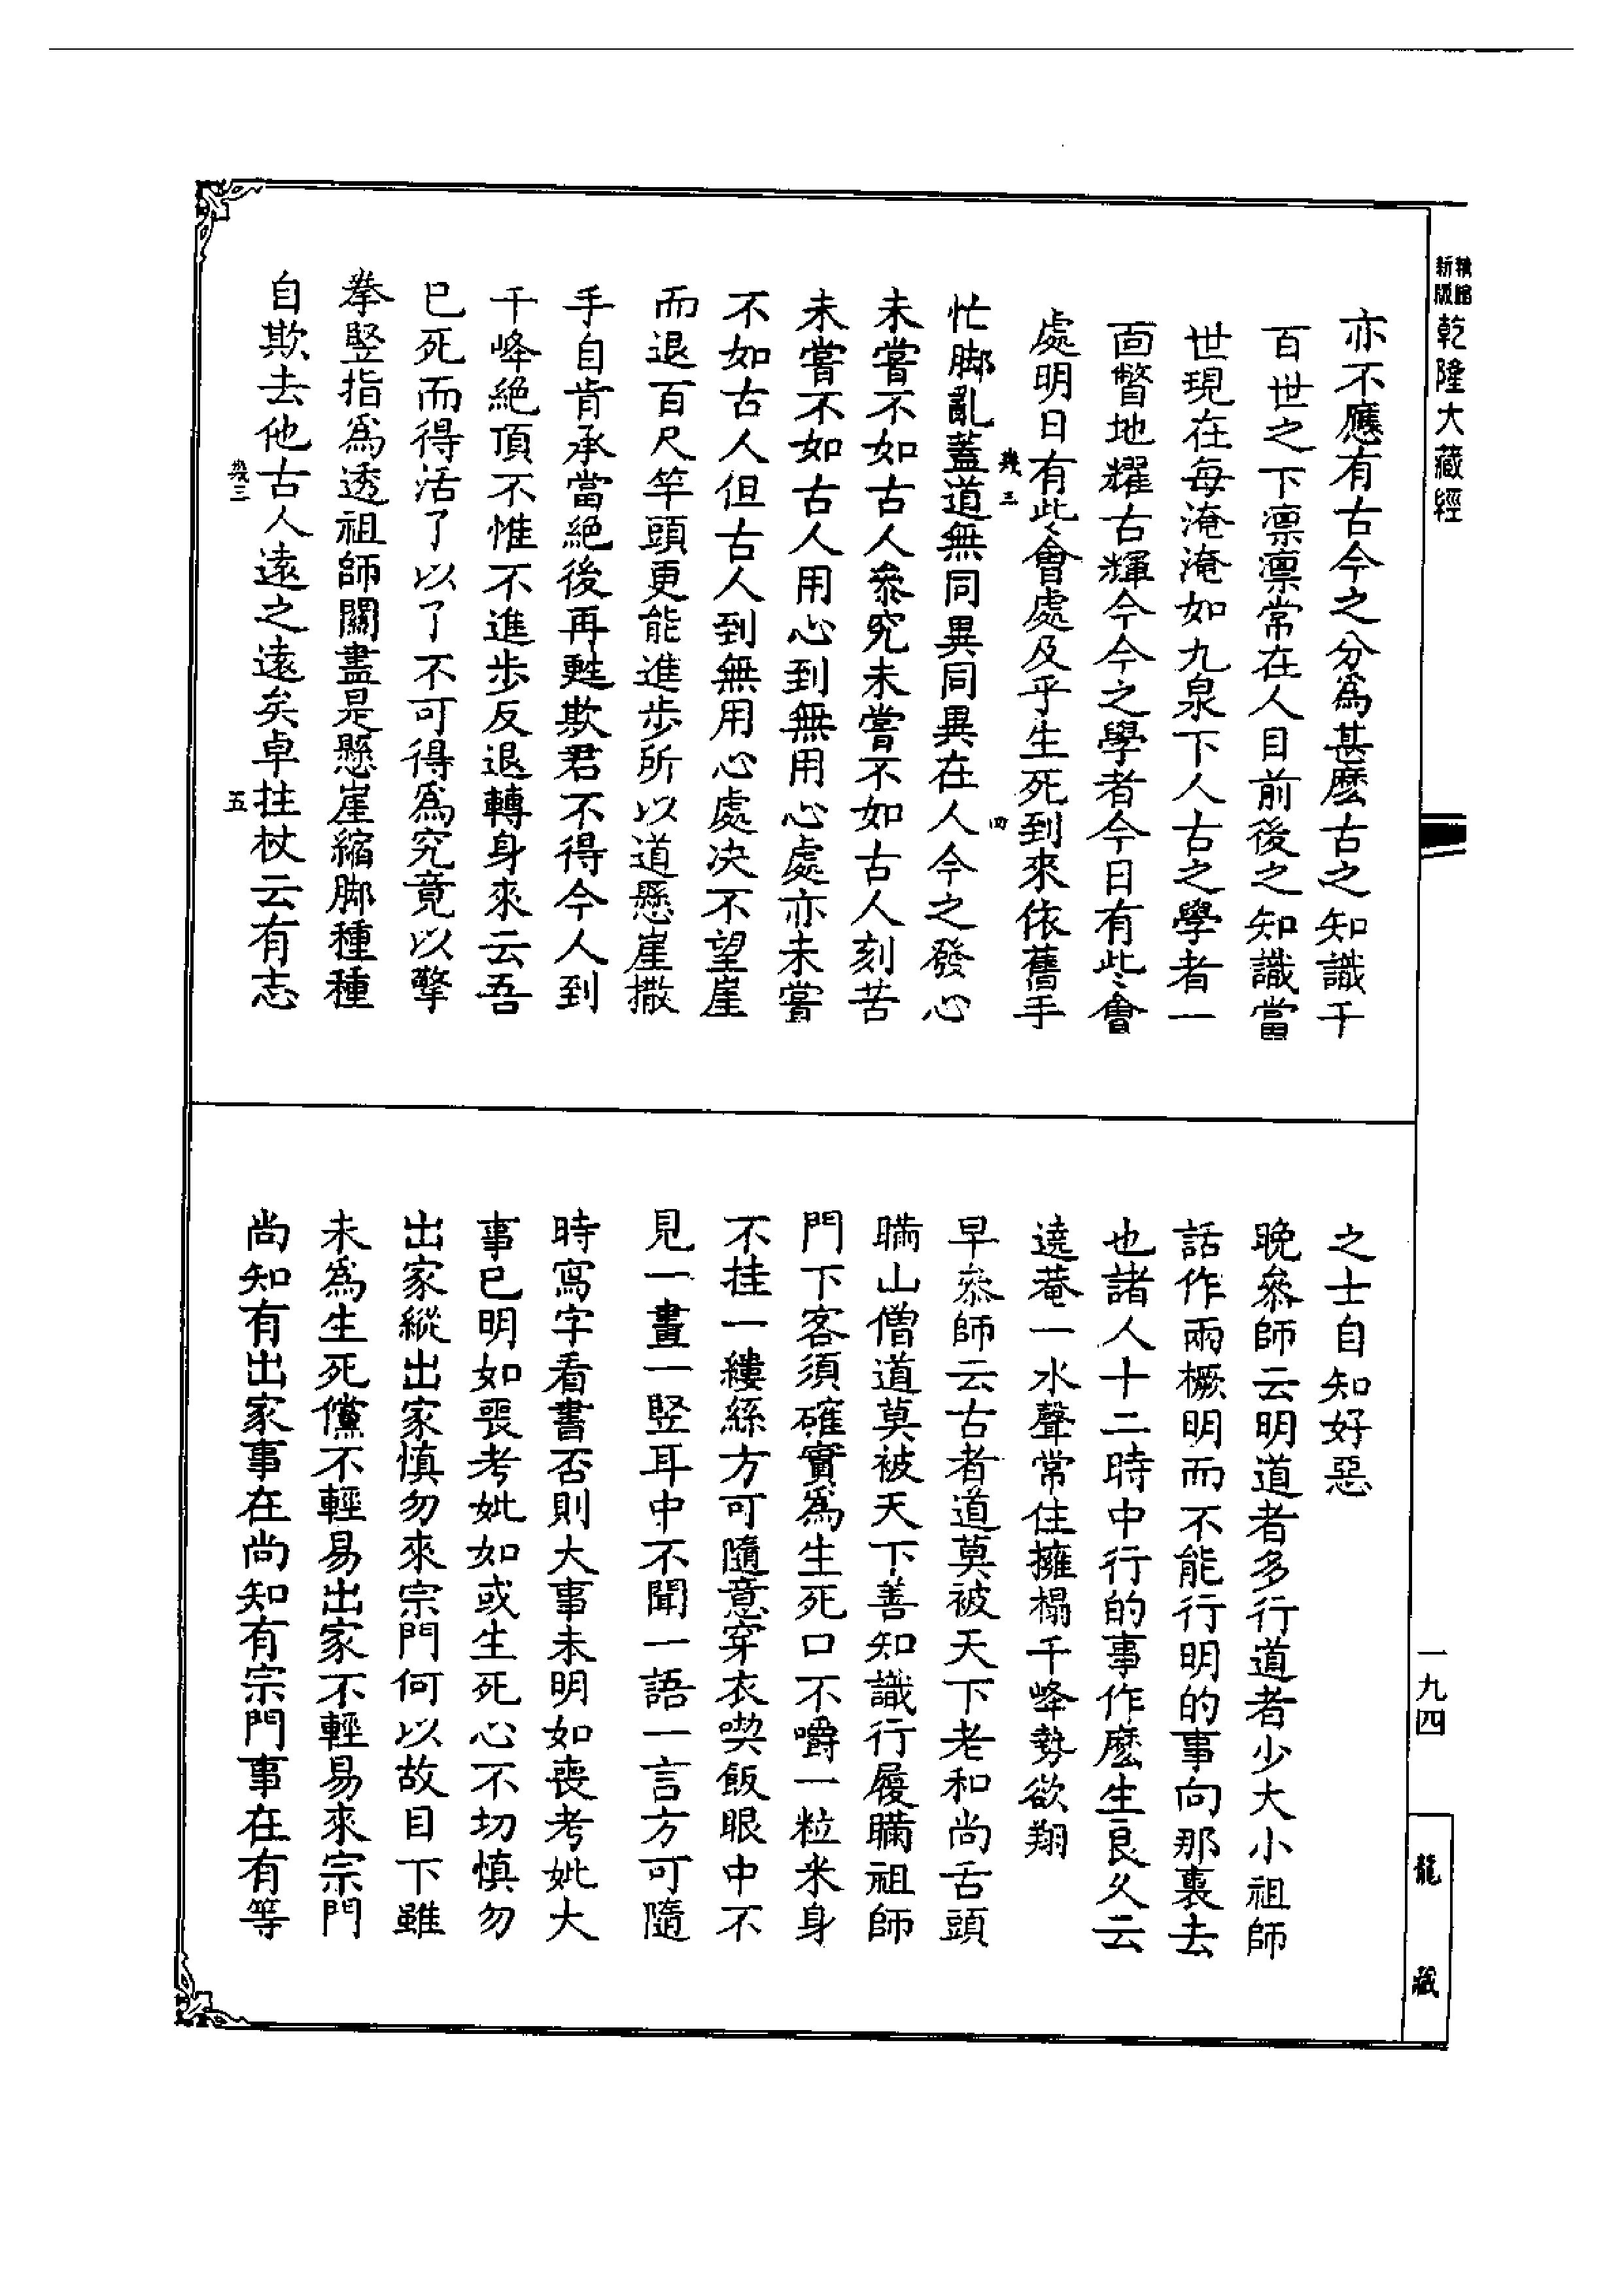 新版
乾隆大藏經
亦不應有古今之分爲甚麽古之知識千
百世之下凛凛常在人目前後之知識當
世現在每淹淹如九泉下人古之學者一
面瞥地耀古輝今今之學者今日有此會
處明日有此會處及乎生死到來依舊手
幾三
四
忙脚亂蓋道無同異同異在人今之發心
未嘗不如古人叅究未嘗不如古人刻苦
未嘗不如古人用心到無用心處亦未嘗
不如古人但古人到無用心處决不望崖
而退百尺竿頭更能進步所以道懸崖撒
手自肯承當絕後再甦欺君不得今人到
千峰絕頂不惟不進步反退轉身來云吾
已死而得活了以了不可得爲究竟以擎
拳竪指爲透祖師關盡是懸崖縮脚種種
自欺去他古人遠之遠矣卓拄杖云有志
幾三
五
之士自知好惡
晚叅師云明道者多行道者少大小祖師
話作兩橛明而不能行明的事向那裏去
也諸人十二時中行的事作麽生良久云
遶菴一水聲常住擁榻千峰勢欲翔
早叅師云古者道莫被天下老和尚舌頭
瞞山僧道莫被天下善知識行履瞞祖師
門下客須確實爲生死口不嚼一粒米身
不挂一縷絲方可隨意穿衣喫飯眼中不
見一畫一竪耳中不聞一語一言方可隨
時寫字看書否則大事未明如喪考妣大
事已明如喪考妣如或生死心不切慎勿
出家縱出家慎勿來宗門何以故目下雖
未爲生死儻不輕易出家不輕易來宗門
尚知有出家事在尚知有宗門事在有等
一九四
龍藏